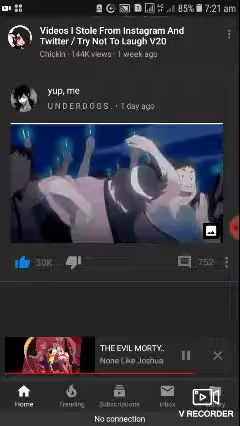 85% 7:21 am
Videos I Stole From Instagram And
Twitter / Try Not To Laugh V20
Chickin · 144K views · 1 week ago
yup, me
U N D E R D O G S . · 1 day ago
30K
752
THE EVIL MORTY..
None Like Joshua
Home
Trending
Subscriptions
Inbox
V RECORDER
No connection